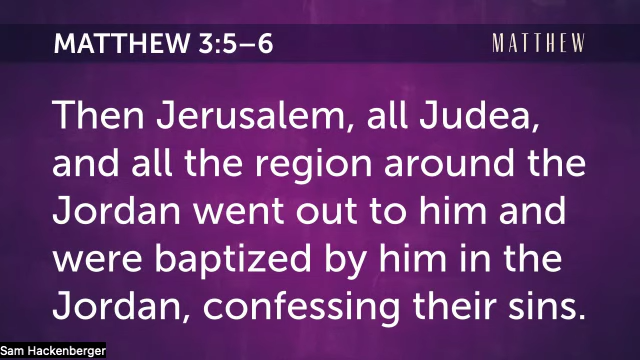 MATTHEW 3:5–6
MATTHEW
Then Jerusalem, all Judea,
and all the region around the
Jordan went out to him and
were baptized by him in the
Jordan, confessing their sins.
Sam Hackenberger